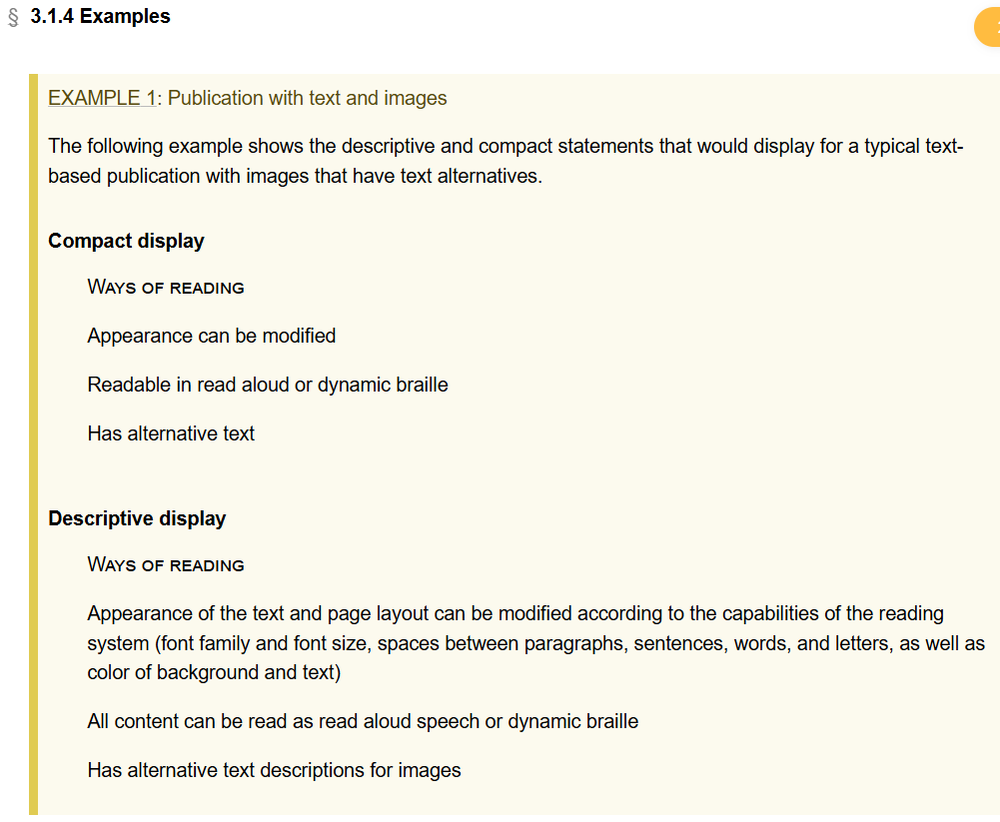 § 3.1.4 Examples
EXAMPLE 1: Publication with text and images
The following example shows the descriptive and compact statements that would display for a typical text-
based publication with images that have text alternatives.
Compact display
WAYS OF READING
Appearance can be modified
Readable in read aloud or dynamic braille
Has alternative text
Descriptive display
WAYS OF READING
Appearance of the text and page layout can be modified according to the capabilities of the reading
system (font family and font size, spaces between paragraphs, sentences, words, and letters, as well as
color of background and text)
All content can be read as read aloud speech or dynamic braille
Has alternative text descriptions for images